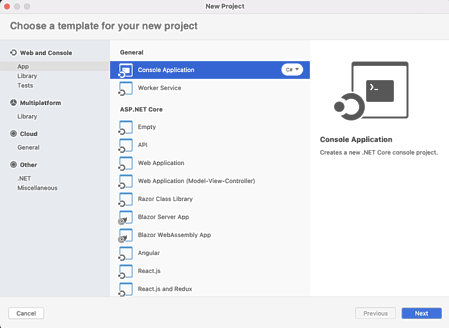 New Project
Choose a template for your new project
Web and Console
App
Library
Tests
Multiplatform
Library
Cloud
General
Other
.NET
Miscellaneous
General
Console Application
C#
Worker Service
ASP.NET Core
Empty
API
Web Application
Web Application (Model-View-Controller)
Razor Class Library
Blazor Server App
Blazor WebAssembly App
Angular
React.js
React.js and Redux
Console Application
Creates a new .NET Core console project.
Cancel
Previous
Next